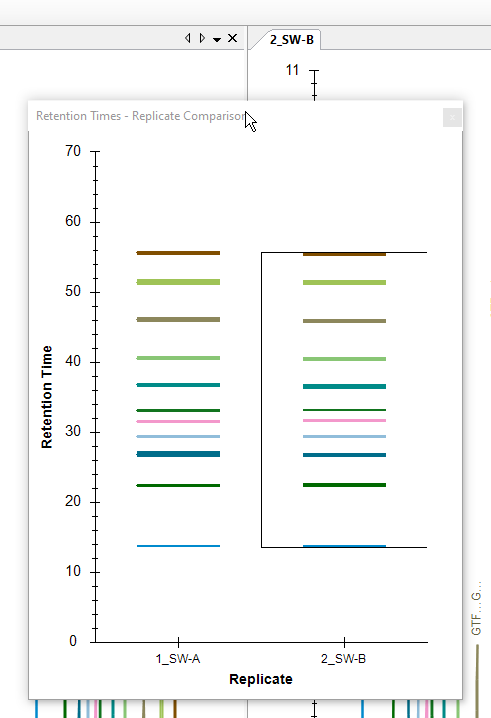 2_SW-B
11
Retention Times - Replicate Comparison
70
60
50
40
30
20
10
0
Retention Time
1_SW-A
2_SW-B
Replicate
GTF...G...